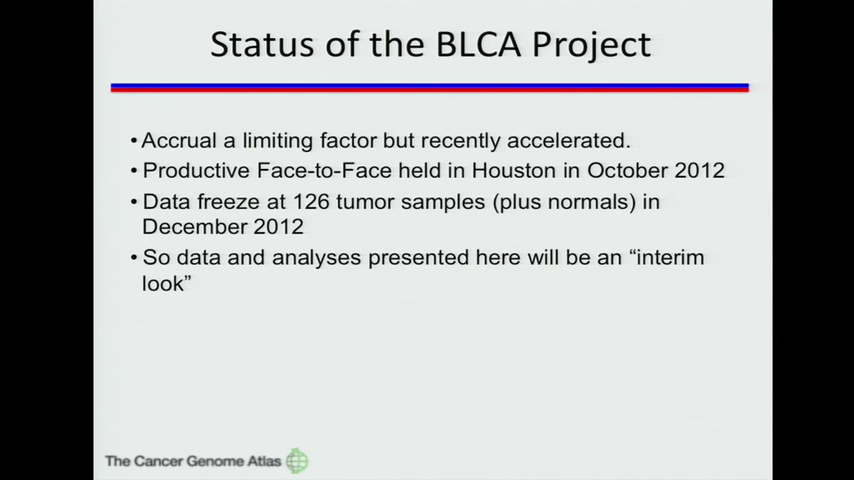 Status of the BLCA Project
• Accrual a limiting factor but recently accelerated.
• Productive Face-to-Face held in Houston in October 2012
• Data freeze at 126 tumor samples (plus normals) in
December 2012
• So data and analyses presented here will be an “interim
look”
The Cancer Genome Atlas